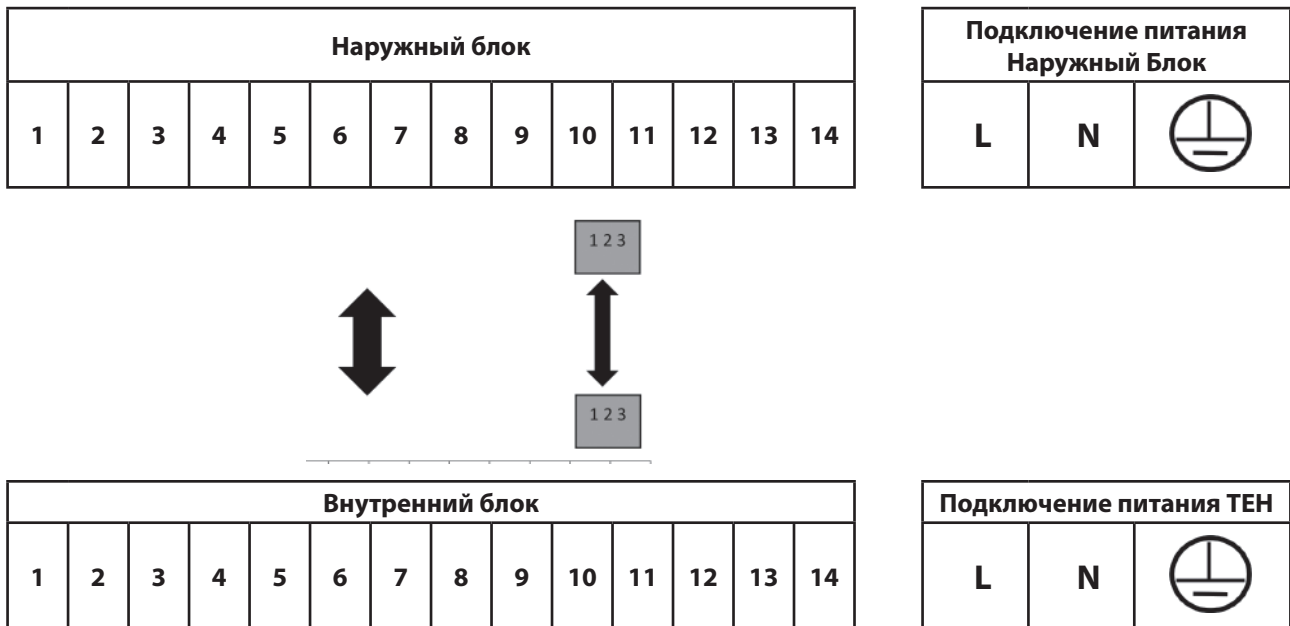 Наружный блок
1 2 3 4 5 6 7 8 9 10 11 12 13 14
Подключение питания
Наружный Блок
L N
1 2 3
1 2 3
Внутренний блок
1 2 3 4 5 6 7 8 9 10 11 12 13 14
Подключение питания ТЕН
L N